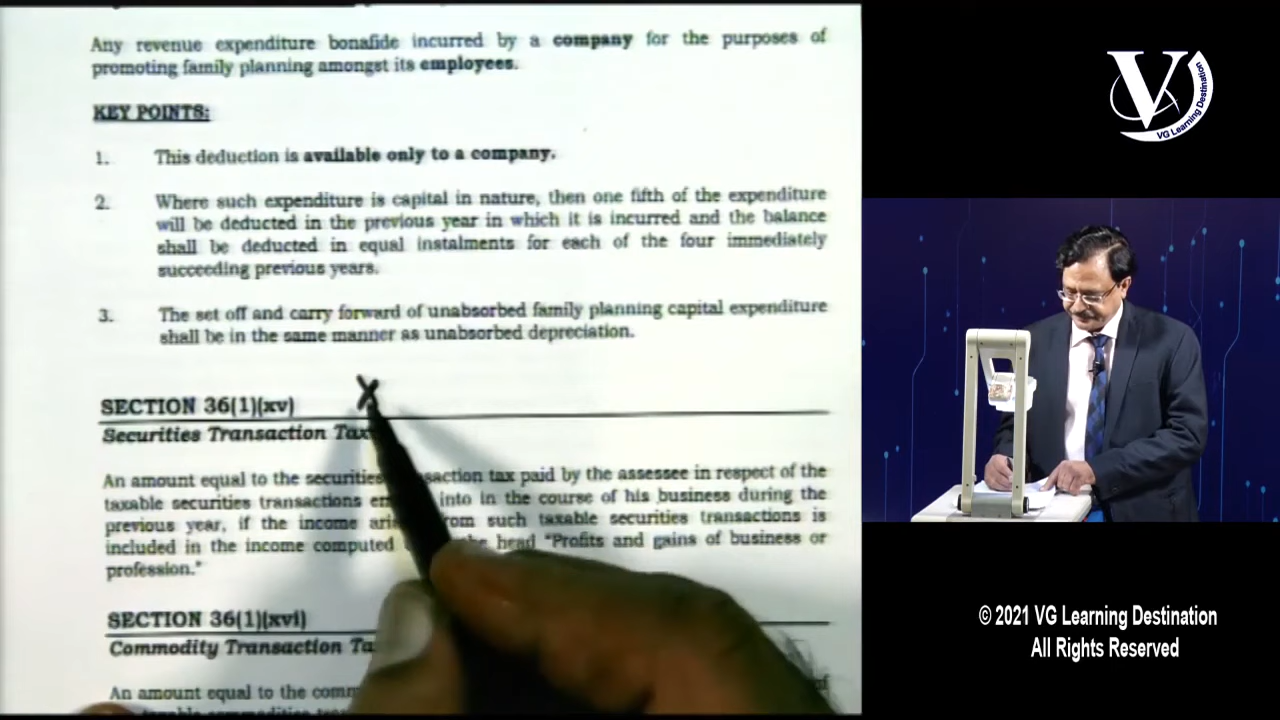 Any revenue expenditure bonafide incurred by a company for the purposes of
promoting family planning amongst its employees.
KEY POINTS:
1. This deduction is available only to a company.
2. Where such expenditure is capital in nature, then one fifth of the expenditure
will be deducted in the previous year in which it is incurred and the balance
shall be deducted in equal instalments for each of the four immediately
succeeding previous years.
3. The set off and carry forward of unabsorbed family planning capital expenditure
shall be in the same manner as unabsorbed depreciation.
X
SECTION 36(1)(xv)
Securities Transaction Tax
An amount equal to the securities tax paid by the assessee in respect of the
taxable securities transactions into in the course of his business during the
previous year, if the income such taxable securities transactions is
included in the income computed head "Profits and gains of business or
profession."
SECTION 36(1)(xvi)
Commodity Transaction
An amount equal to the
V
VG Learning Destination
© 2021 VG Learning Destination
All Rights Reserved